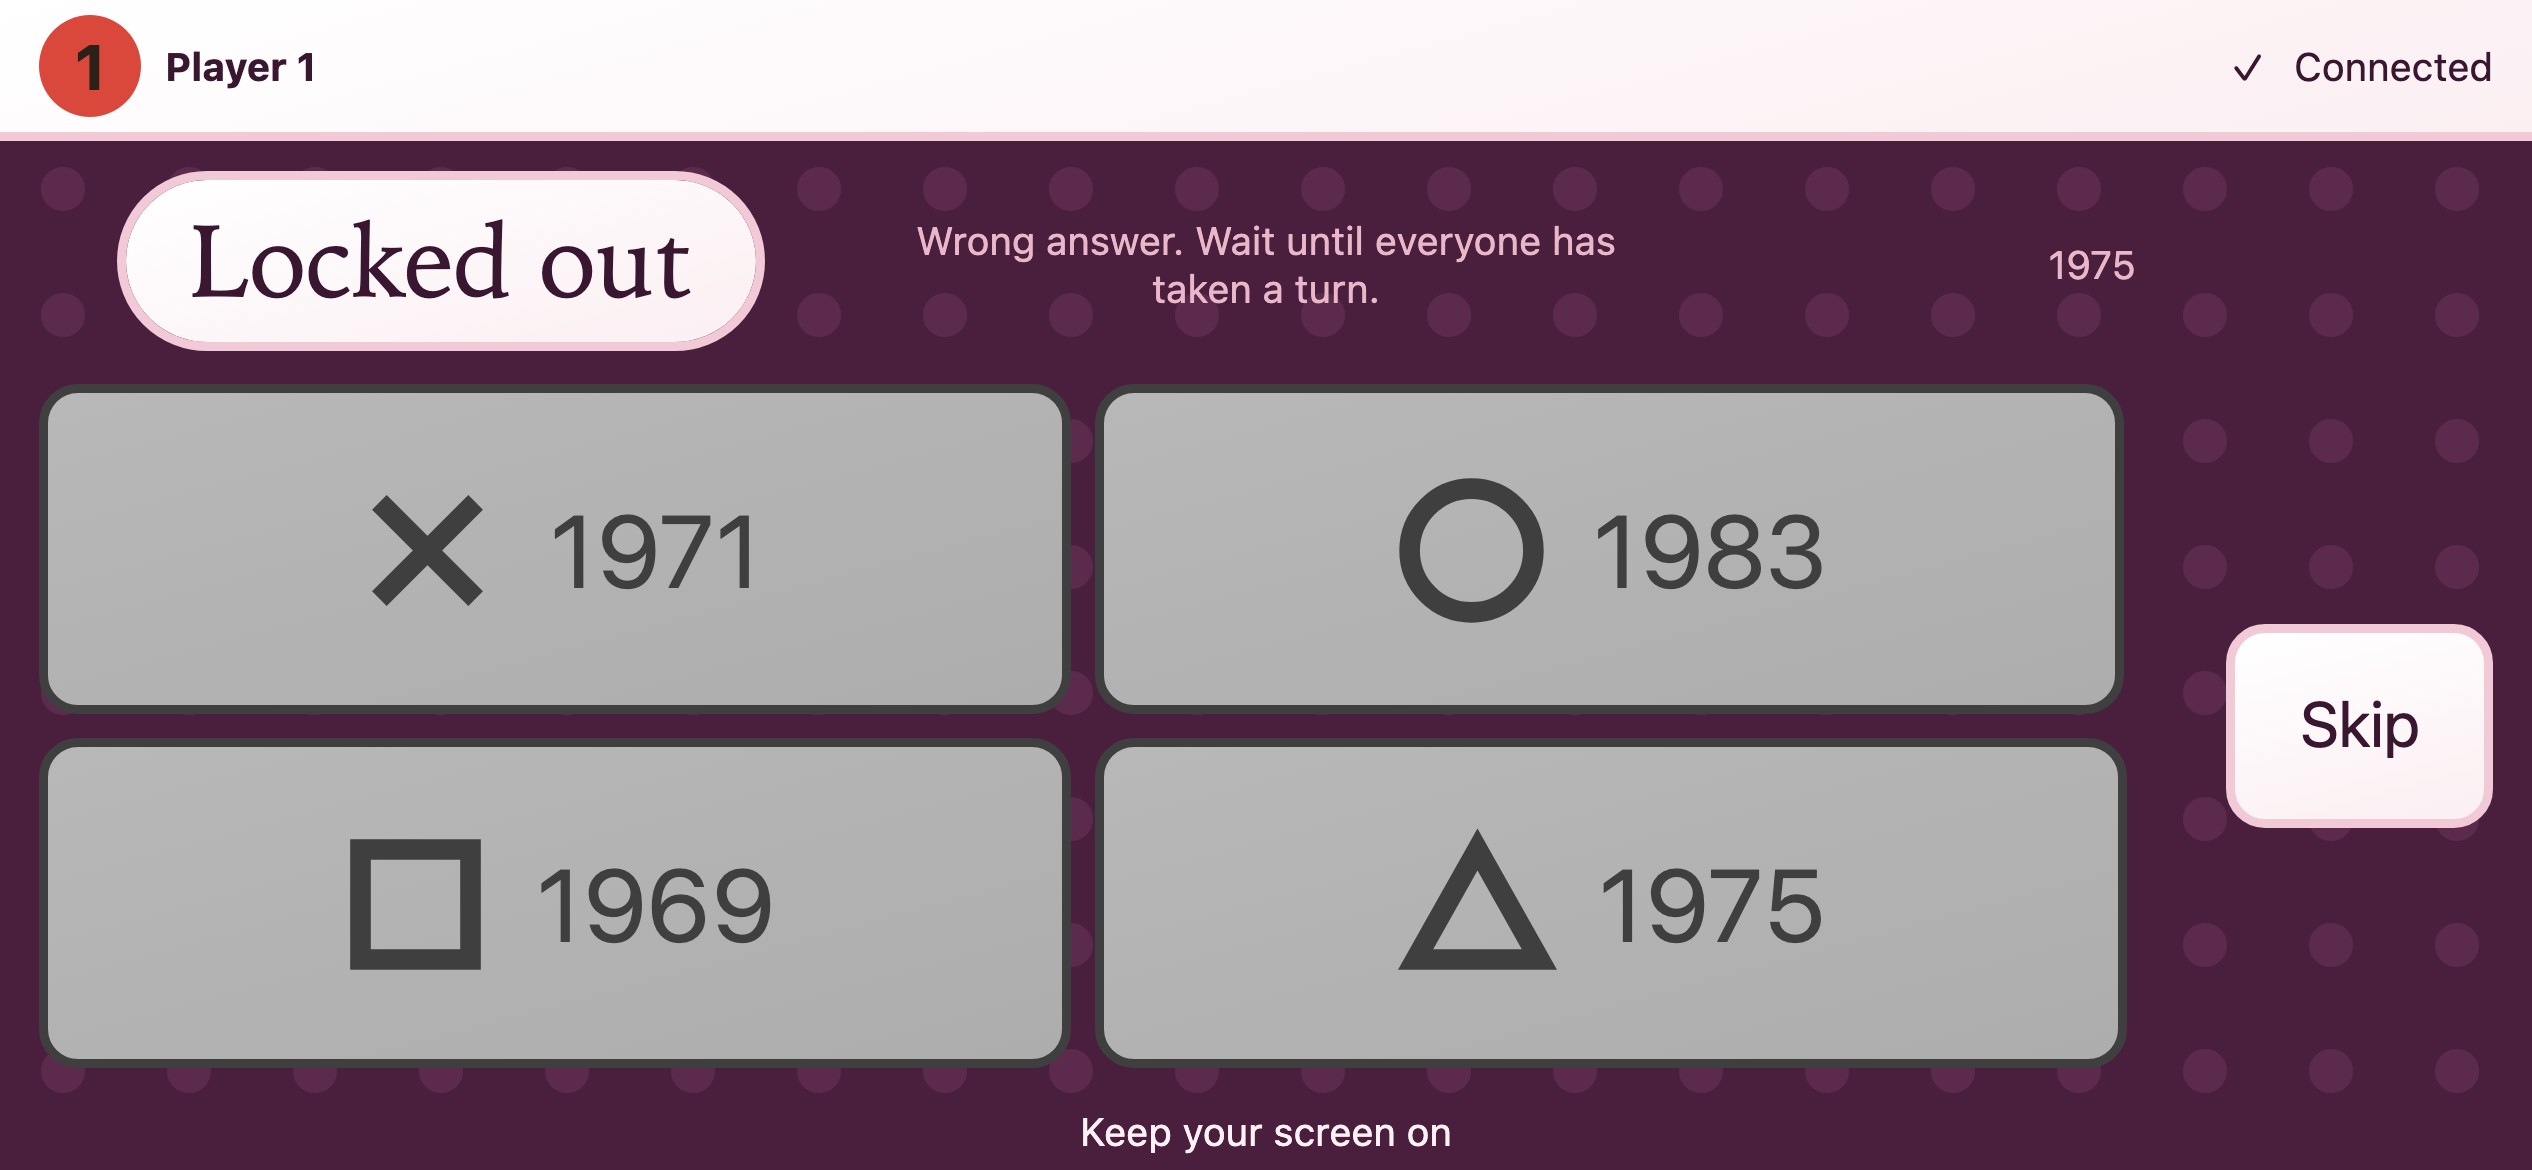 1
Player 1
✓ Connected
Locked out
Wrong answer. Wait until everyone has
taken a turn.
1975
1971
1983
1969
1975
Skip
Keep your screen on